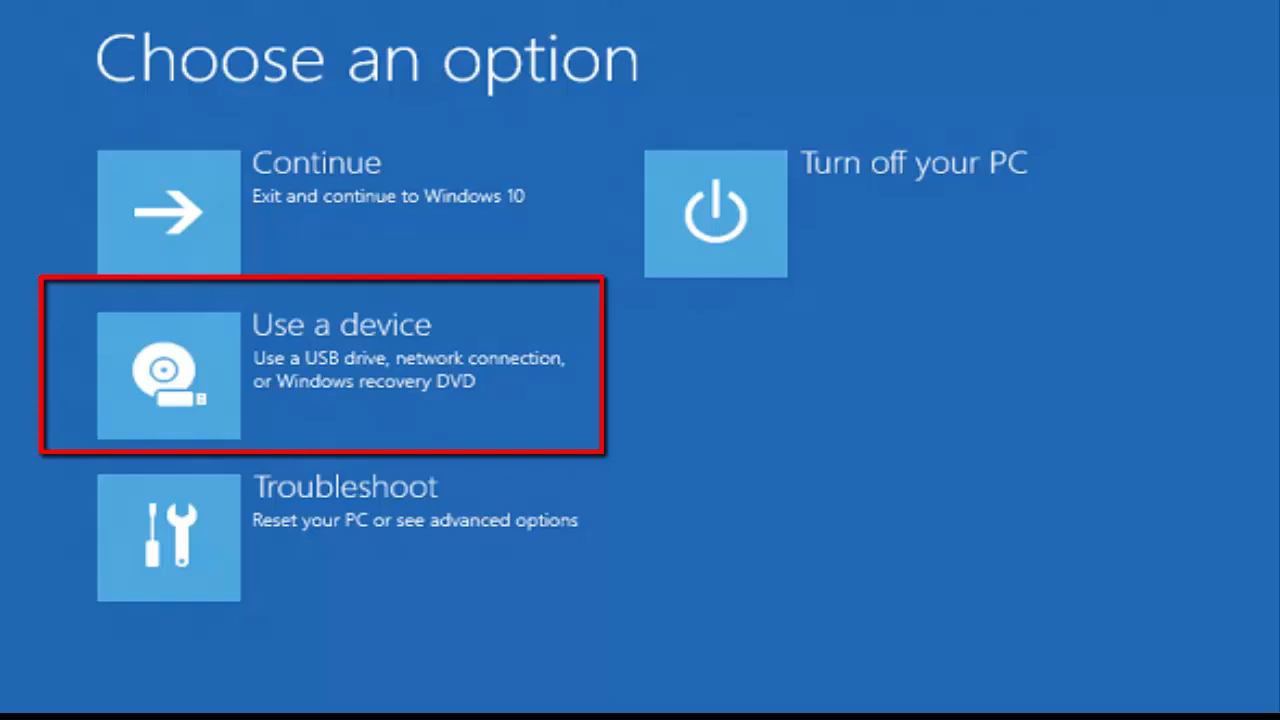 Choose an option
Continue
Exit and continue to Windows 10
Turn off your PC
Use a device
Use a USB drive, network connection,
or Windows recovery DVD
Troubleshoot
Reset your PC or see advanced options